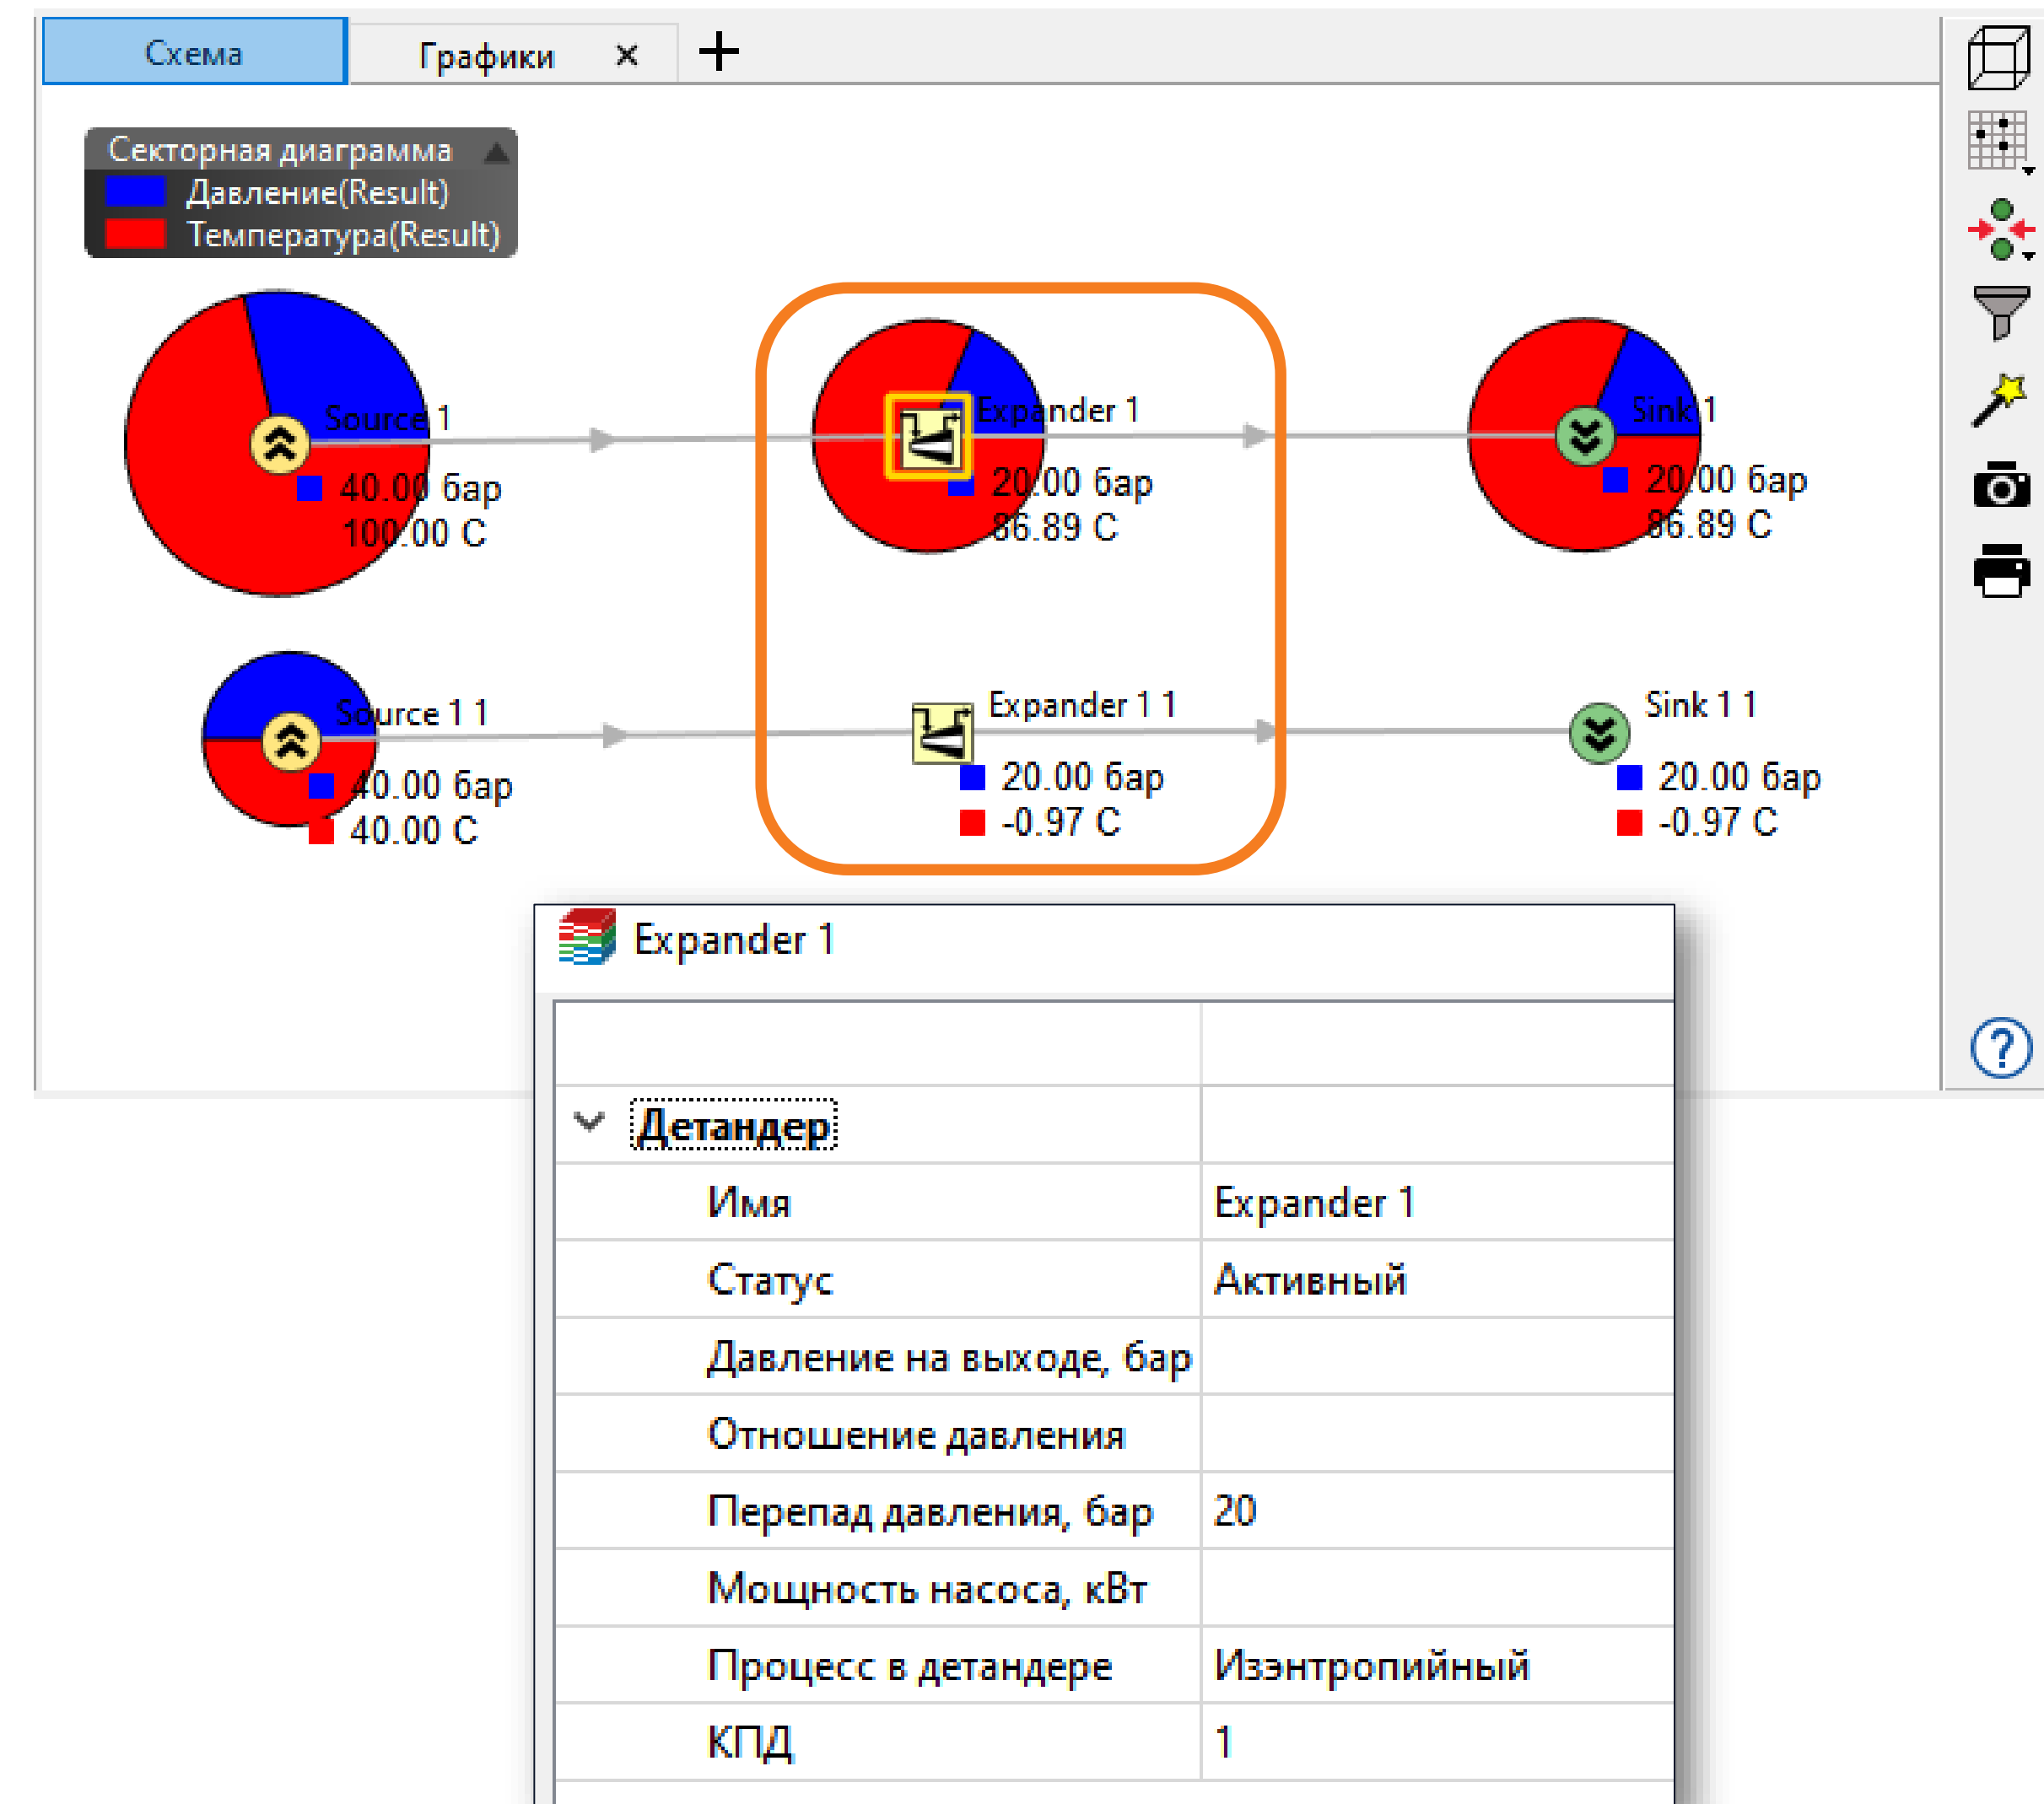 Схема
Графики
Секторная диаграмма
Давление(Result)
Температура(Result)
Source 1
40.00 бар
100.00 C
Expander 1
20.00 бар
86.89 C
Sink 1
20.00 бар
86.89 C
Source 1 1
40.00 бар
40.00 C
Expander 1 1
20.00 бар
-0.97 C
Sink 1 1
20.00 бар
-0.97 C
Expander 1
Детандер
Имя Expander 1
Статус Активный
Давление на выходе, бар
Отношение давления
Перепад давления, бар 20
Мощность насоса, кВт
Процесс в детандере Изэнтропийный
КПД 1